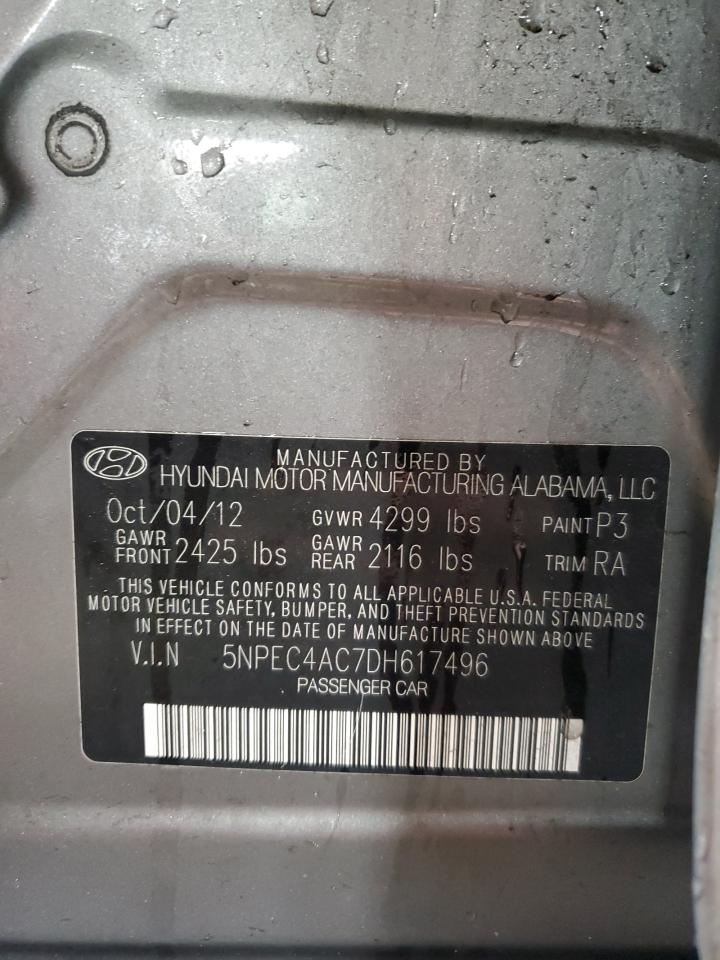 MANUFACTURED BY
HYUNDAI MOTOR MANUFACTURING ALABAMA, LLC
Oct/04/12 GVWR 4299 lbs PAINT P3
GAWR FRONT 2425 lbs GAWR REAR 2116 lbs TRIM RA
THIS VEHICLE CONFORMS TO ALL APPLICABLE U.S.A. FEDERAL
MOTOR VEHICLE SAFETY, BUMPER, AND THEFT PREVENTION STANDARDS
IN EFFECT ON THE DATE OF MANUFACTURE SHOWN ABOVE
V.I.N 5NPEC4AC7DH617496
PASSENGER CAR